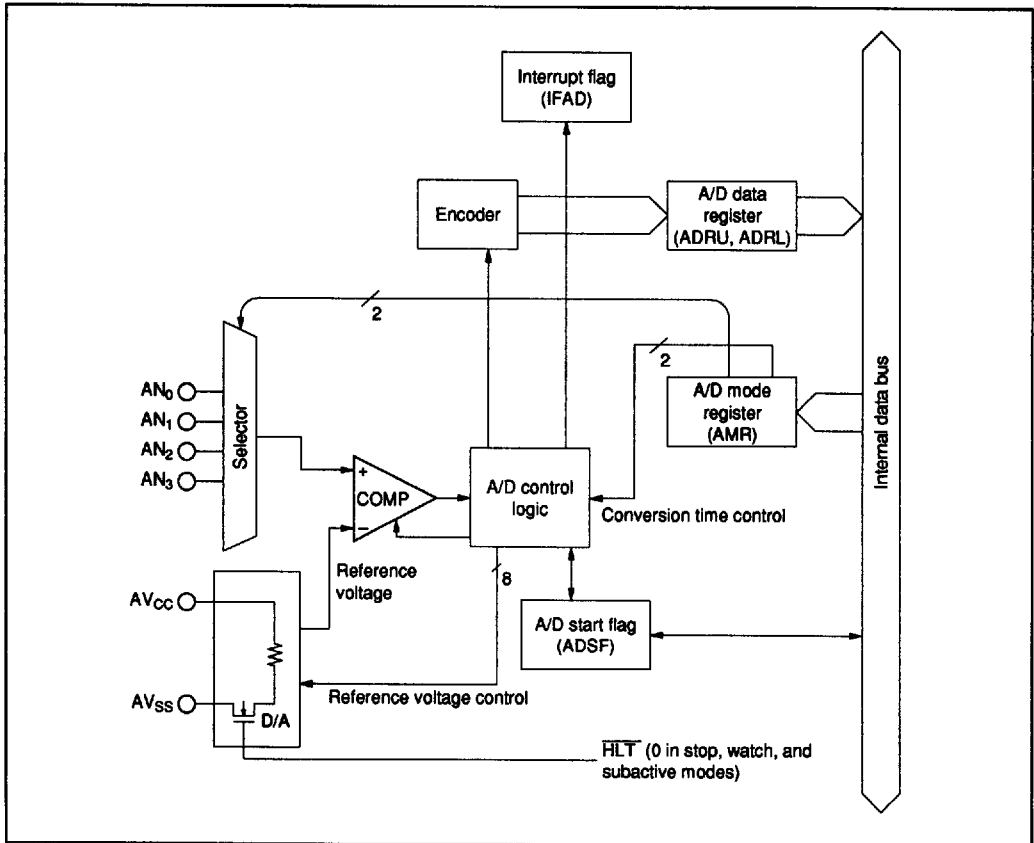 Interrupt flag
(IFAD)
Encoder
A/D data
register
(ADRU, ADRL)
2
2
AN0
AN1
AN2
AN3
Selector
A/D mode
register
(AMR)
Internal data bus
+
COMP
−
A/D control
logic
Conversion time control
Reference
voltage
8
AVCC
A/D start flag
(ADSF)
Reference voltage control
AVSS
D/A
H̅L̅T̅ (0 in stop, watch, and
subactive modes)